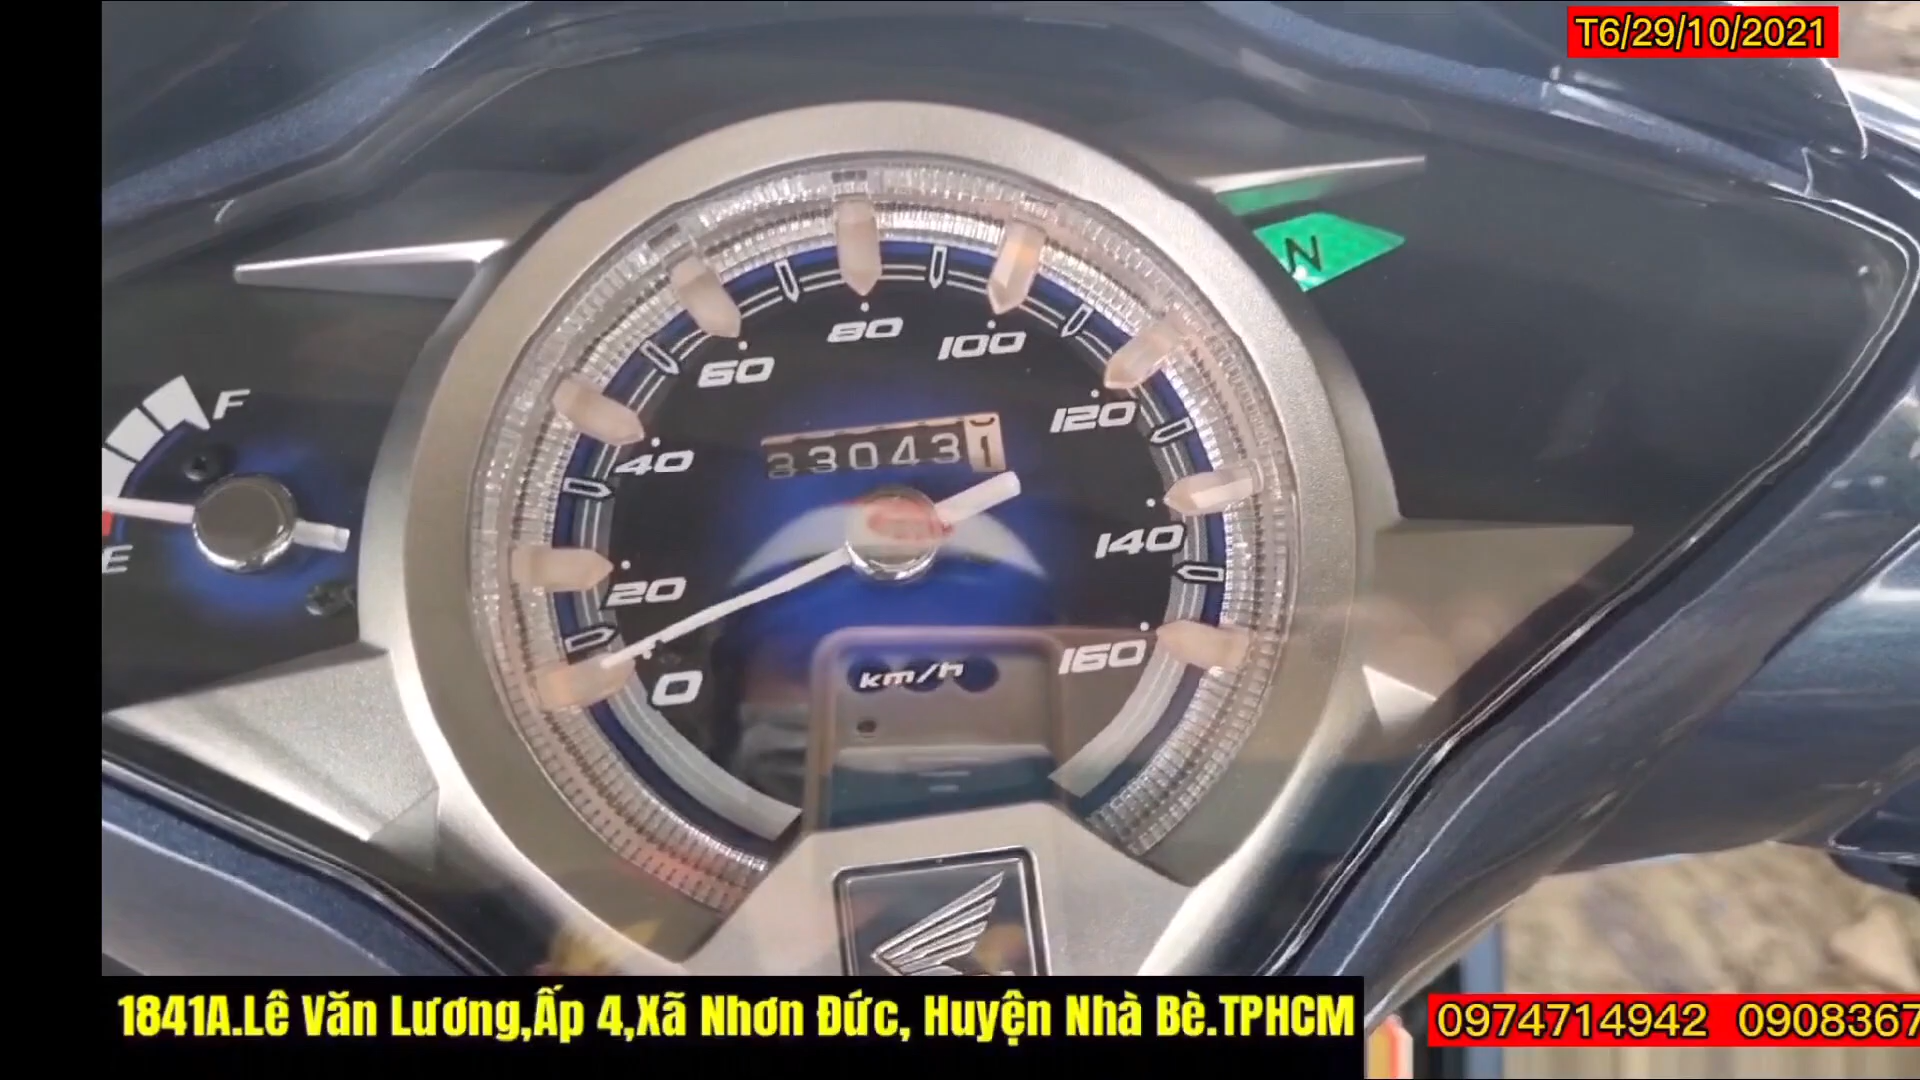 T6/29/10/2021
N
F
E
0
20
40
60
80
100
120
140
160
330431
km/h
1841A.Lê Văn Lương,Ấp 4,Xã Nhơn Đức, Huyện Nhà Bè.TPHCM
0974714942 0908367